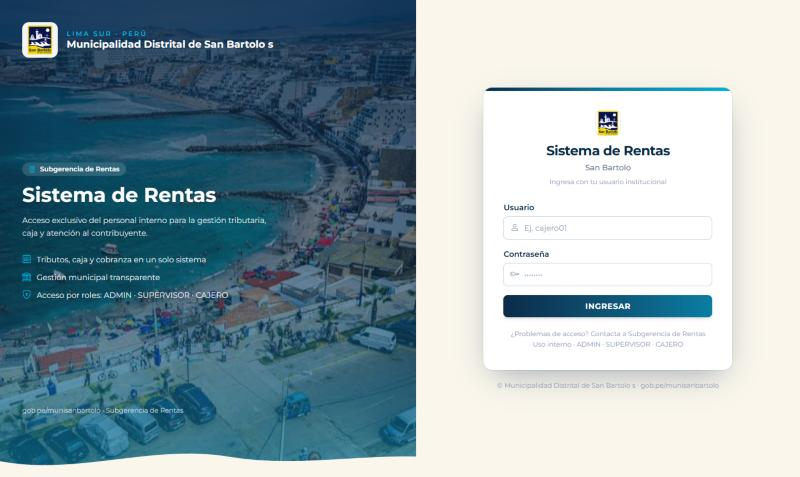 LIMA SUR · PERÚ
Municipalidad Distrital de San Bartolo s
Subgerencia de Rentas
Sistema de Rentas
Acceso exclusivo del personal interno para la gestión tributaria,
caja y atención al contribuyente.
Tributos, caja y cobranza en un solo sistema
Gestión municipal transparente
Acceso por roles: ADMIN · SUPERVISOR · CAJERO
gob.pe/munisanbartolo · Subgerencia de Rentas
San Bartolo
Sistema de Rentas
San Bartolo
Ingresa con tu usuario institucional
Usuario
Ej. cajero01
Contraseña
········
INGRESAR
¿Problemas de acceso? Contacta a Subgerencia de Rentas
Uso interno · ADMIN · SUPERVISOR · CAJERO
© Municipalidad Distrital de San Bartolo s · gob.pe/munisanbartolo